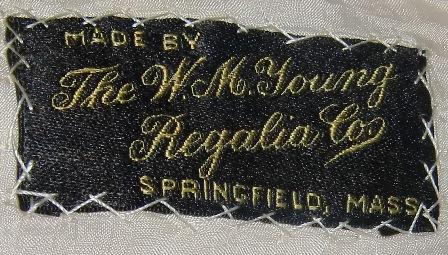 MADE BY
The W. M. Young
Regalia Co
SPRINGFIELD, MASS.